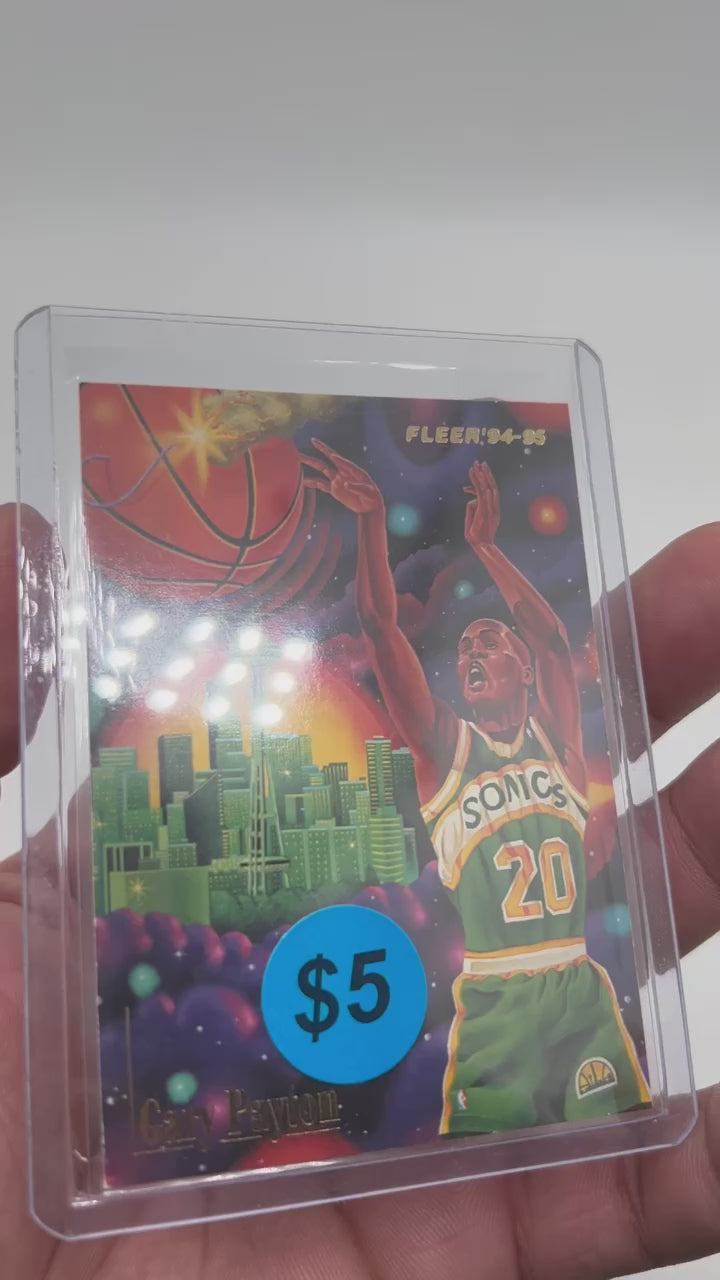 FLEER '94-95
SONICS
20
$5
Gary Payton